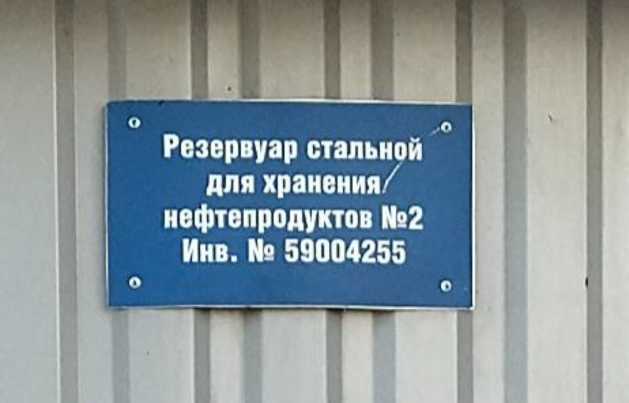 Резервуар стальной
для хранения
нефтепродуктов №2
Инв. № 59004255